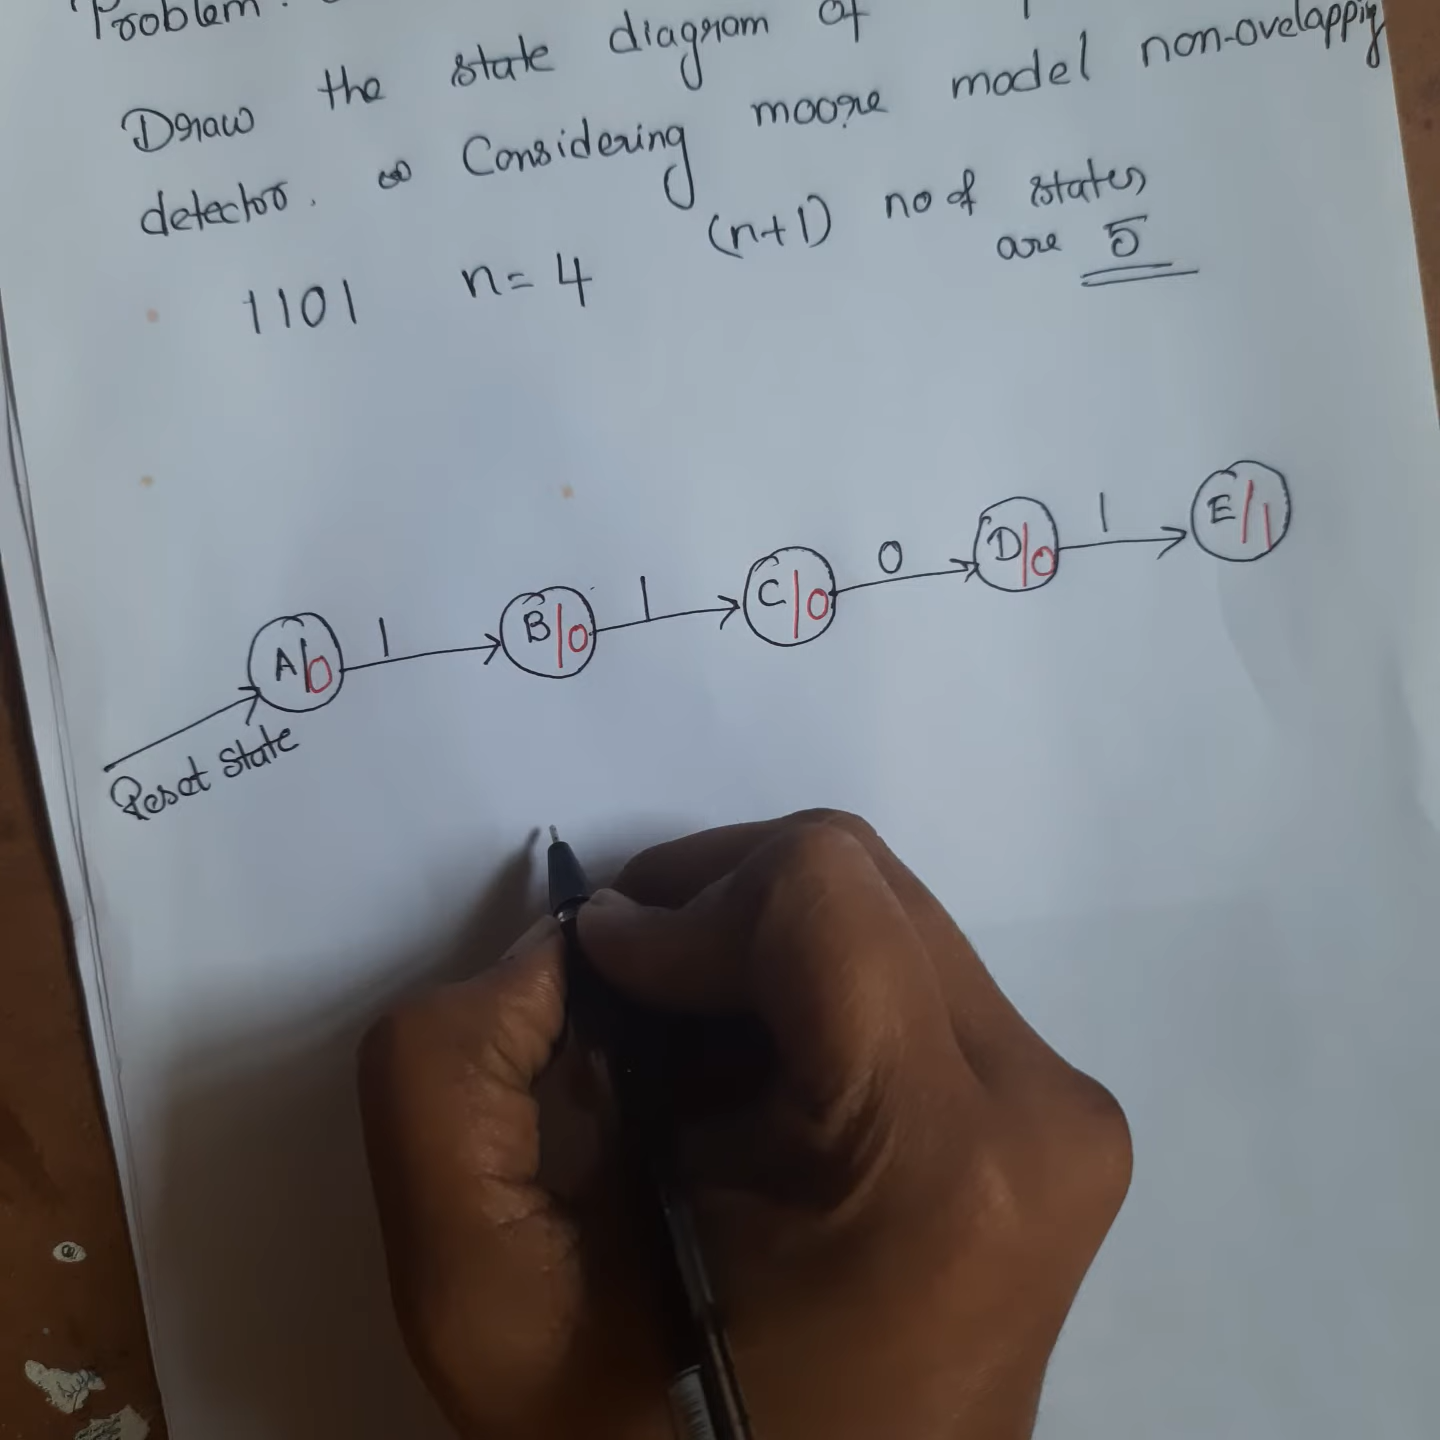 Problem:
Draw the state diagram of
detector. Considering moore model non-ovelapping
1101 n=4 (n+1) no of states
are 5
A/0 1 B/0 1 C/0 0 D/0 1 E/1
Reset State